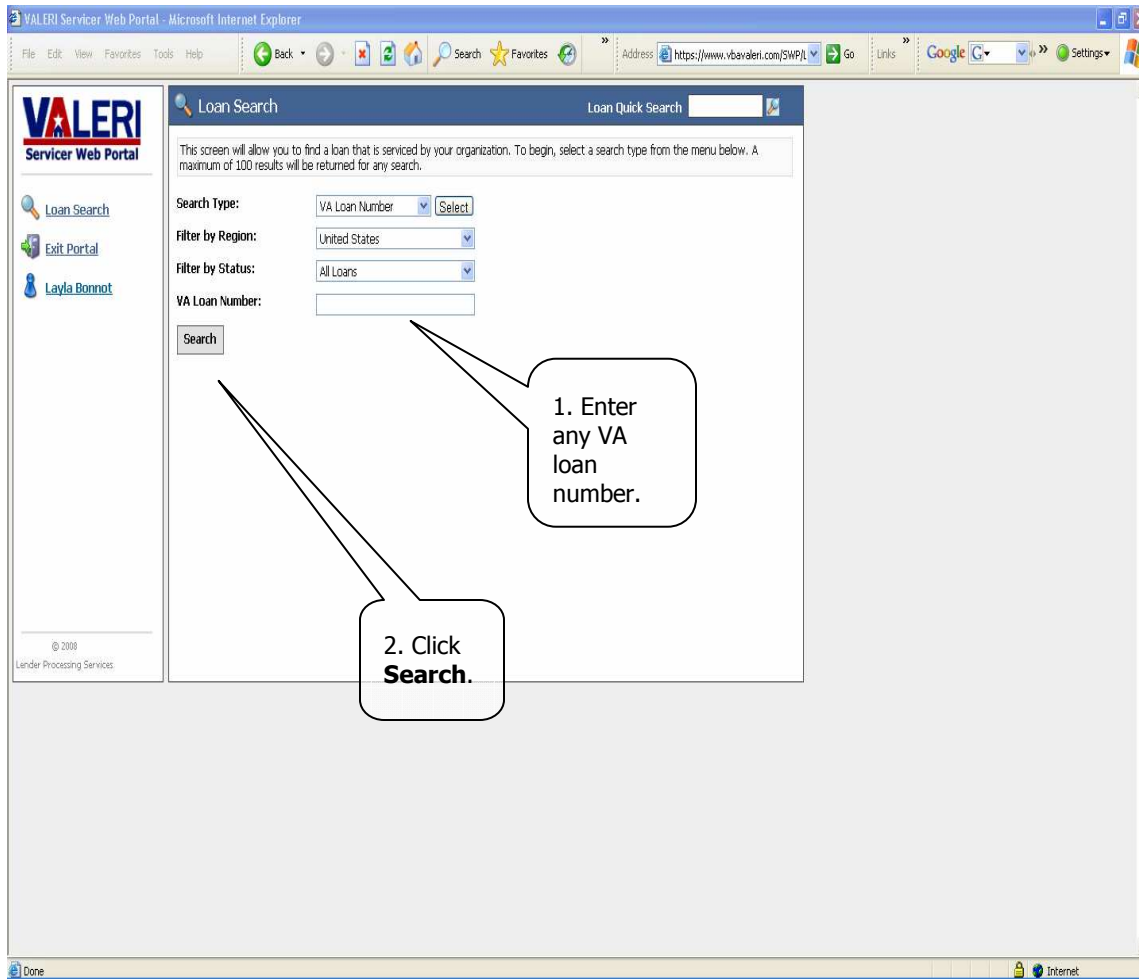 VALERI Servicer Web Portal - Microsoft Internet Explorer
File Edit View Favorites Tools Help
Back
Search
Favorites
»
Address https://www.vbavaleri.com/SWP/L
Go
Links
»
Google G
»
Settings
VALERI
Servicer Web Portal
Loan Search
Exit Portal
Layla Bonnot
© 2008
Lender Processing Services.
Loan Search
Loan Quick Search
This screen will allow you to find a loan that is serviced by your organization. To begin, select a search type from the menu below. A
maximum of 100 results will be returned for any search.
Search Type: VA Loan Number Select
Filter by Region: United States
Filter by Status: All Loans
VA Loan Number:
Search
1. Enter
any VA
loan
number.
2. Click
Search.
Done
Internet